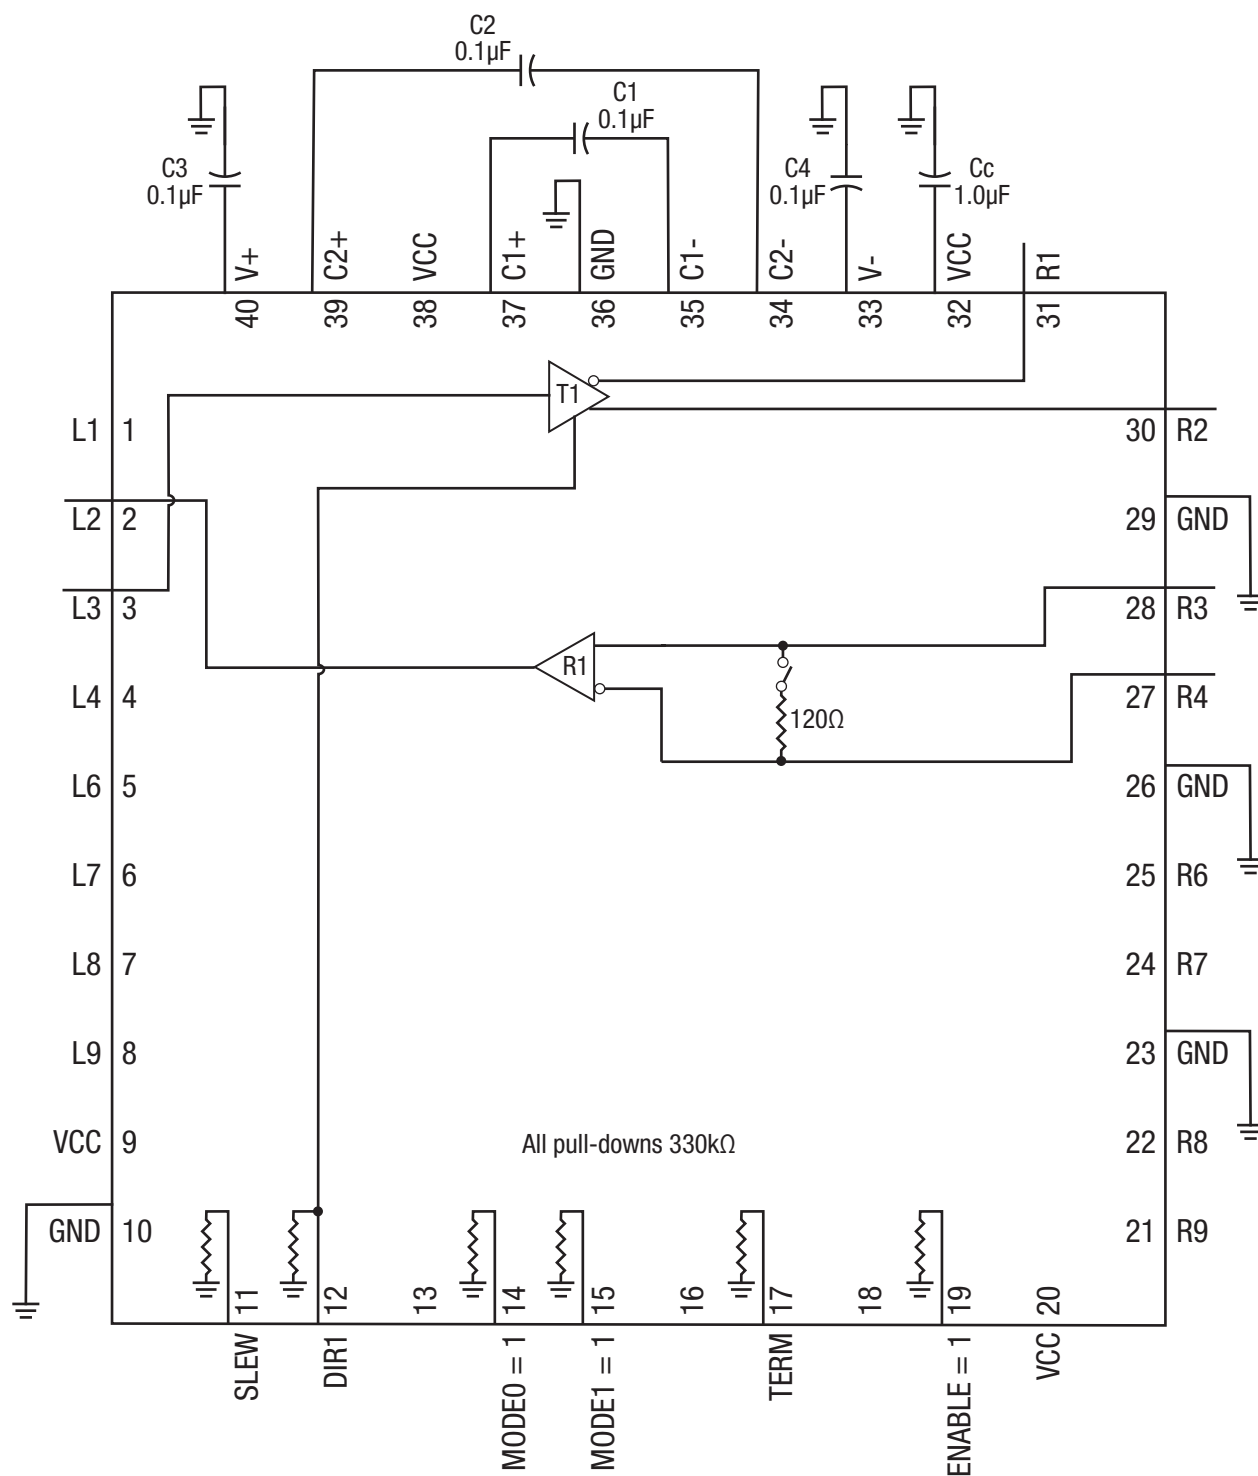 C2
0.1µF
C1
0.1µF
C3
0.1µF
C4
0.1µF
Cc
1.0µF
V+
C2+
VCC
C1+
GND
C1-
C2-
V-
VCC
R1
40
39
38
37
36
35
34
33
32
31
T1
L1 1
30 R2
L2 2
29 GND
L3 3
28 R3
R1
L4 4
27 R4
120Ω
L6 5
26 GND
L7 6
25 R6
L8 7
24 R7
L9 8
23 GND
VCC 9
All pull-downs 330kΩ
22 R8
GND 10
21 R9
11
12
13
14
15
16
17
18
19
20
SLEW
DIR1
MODE0 = 1
MODE1 = 1
TERM
ENABLE = 1
VCC